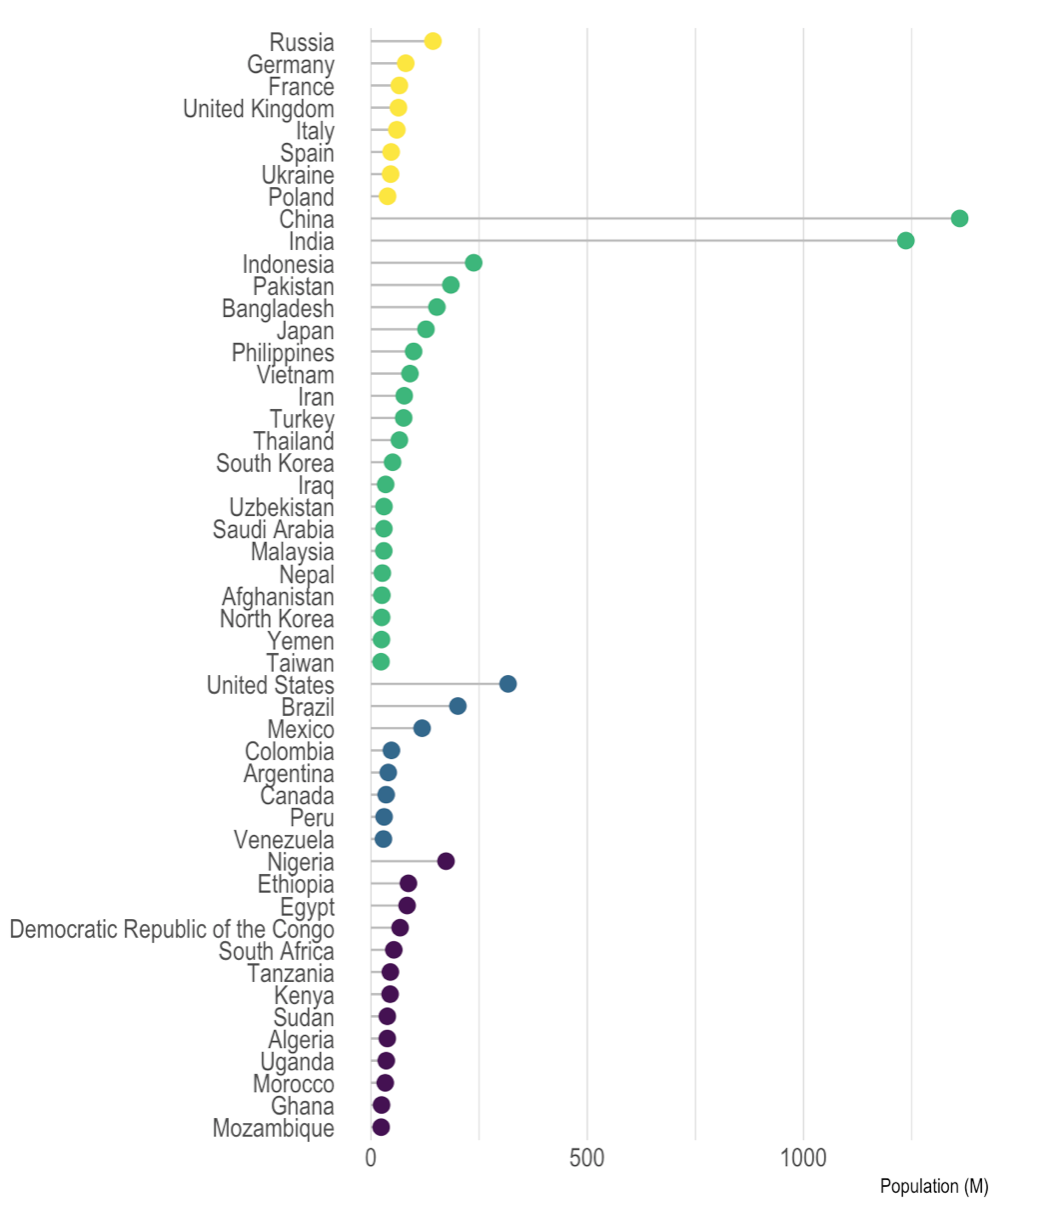 Russia
Germany
France
United Kingdom
Italy
Spain
Ukraine
Poland
China
India
Indonesia
Pakistan
Bangladesh
Japan
Philippines
Vietnam
Iran
Turkey
Thailand
South Korea
Iraq
Uzbekistan
Saudi Arabia
Malaysia
Nepal
Afghanistan
North Korea
Yemen
Taiwan
United States
Brazil
Mexico
Colombia
Argentina
Canada
Peru
Venezuela
Nigeria
Ethiopia
Egypt
Democratic Republic of the Congo
South Africa
Tanzania
Kenya
Sudan
Algeria
Uganda
Morocco
Ghana
Mozambique
0 500 1000
Population (M)